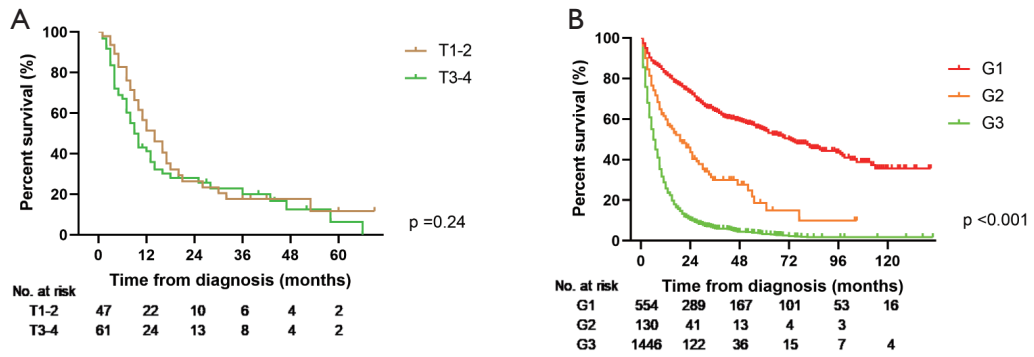 A
Percent survival (%)
100
80
60
40
20
0
0 12 24 36 48 60
Time from diagnosis (months)
T1-2
T3-4
p =0.24
No. at risk
T1-2 47 22 10 6 4 2
T3-4 61 24 13 8 4 2
B
Percent survival (%)
100
80
60
40
20
0
0 24 48 72 96 120
Time from diagnosis (months)
G1
G2
G3
p <0.001
No. at risk
G1 554 289 167 101 53 16
G2 130 41 13 4 3
G3 1446 122 36 15 7 4